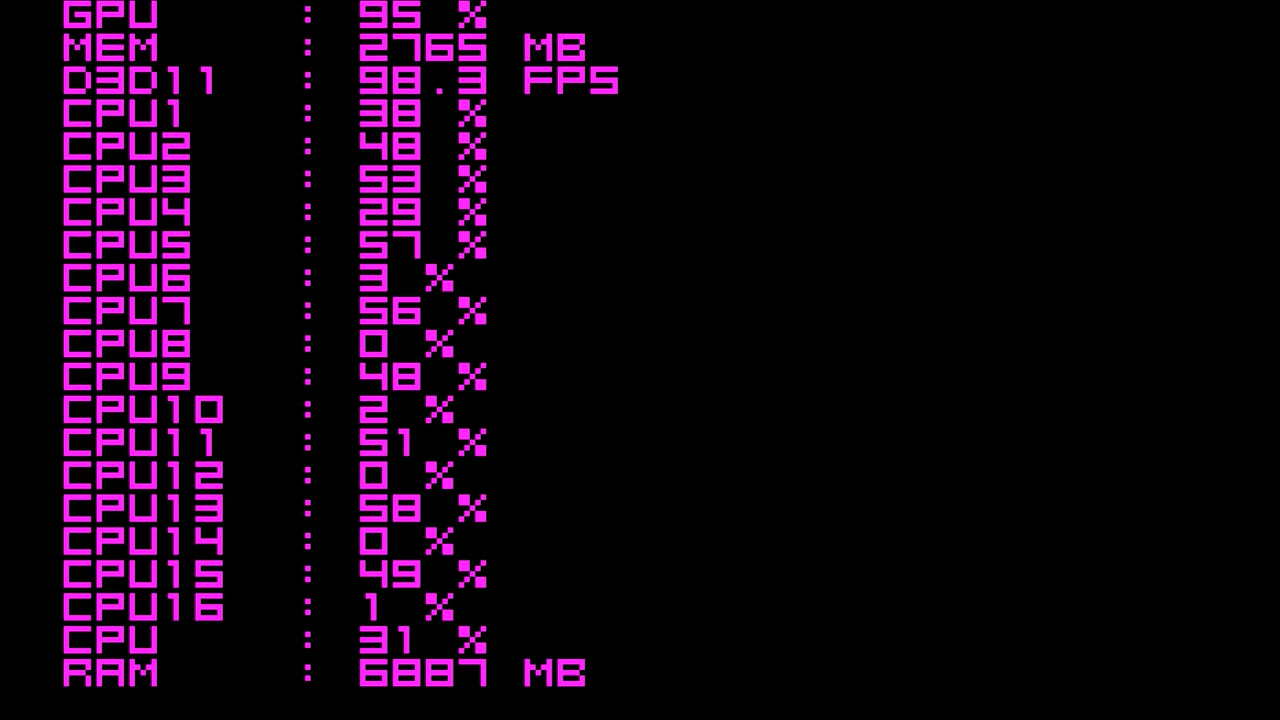 GPU : 95 %
MEM : 2765 MB
D3D11 : 98.3 FPS
CPU1 : 38 %
CPU2 : 48 %
CPU3 : 53 %
CPU4 : 29 %
CPU5 : 57 %
CPU6 : 3 %
CPU7 : 56 %
CPU8 : 0 %
CPU9 : 48 %
CPU10 : 2 %
CPU11 : 51 %
CPU12 : 0 %
CPU13 : 58 %
CPU14 : 0 %
CPU15 : 49 %
CPU16 : 1 %
CPU : 31 %
RAM : 6887 MB